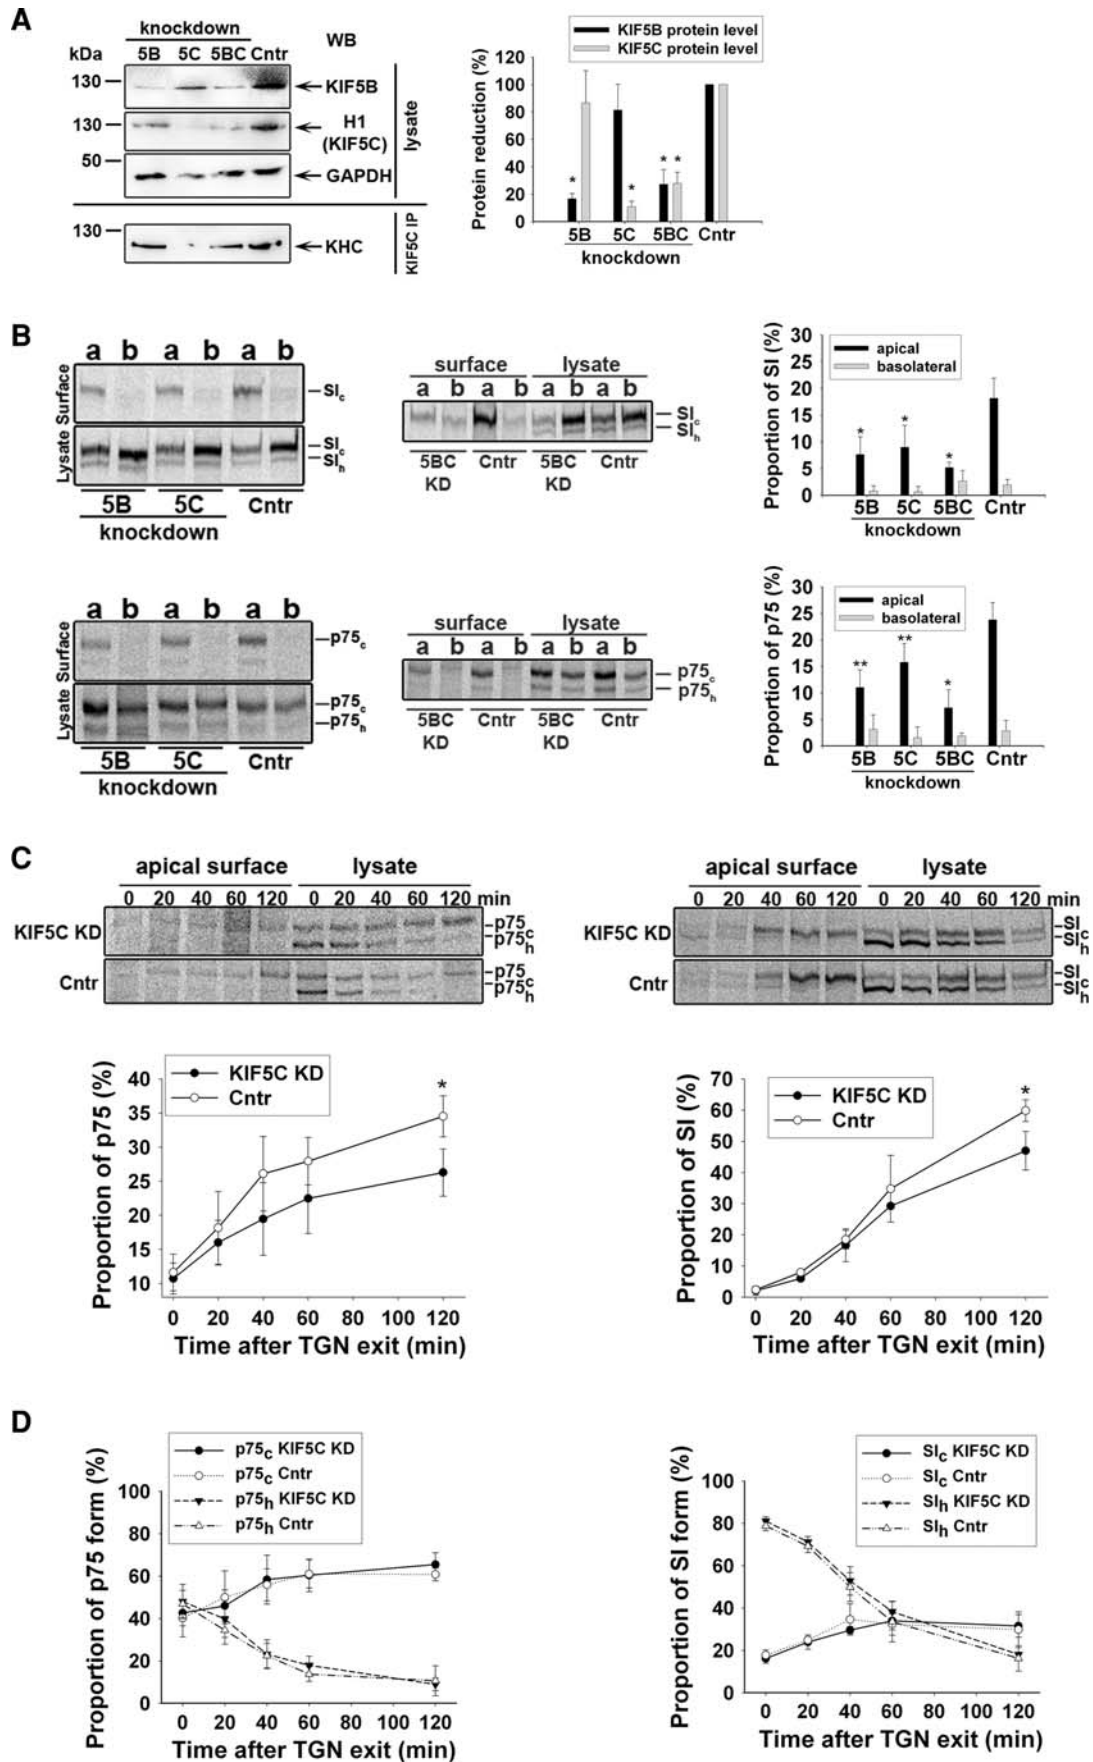 A
knockdown
WB
kDa 5B 5C 5BC Cntr
130
KIF5B
130
H1
(KIF5C)
50
GAPDH
lysate
130
KHC
KIF5C IP
KIF5B protein level
KIF5C protein level
Protein reduction (%)
120
100
80
60
40
20
0
* * * *
5B 5C 5BC Cntr
knockdown
B
a b a b a b
Surface
SIc
Lysate
SIc
SIh
5B 5C Cntr
knockdown
surface lysate
a b a b a b a b
SIc
SIh
5BC Cntr 5BC Cntr
KD KD
Proportion of SI (%)
30
25
20
15
10
5
0
apical
basolateral
* * *
5B 5C 5BC Cntr
knockdown
a b a b a b
Surface
p75c
Lysate
p75c
p75h
5B 5C Cntr
knockdown
surface lysate
a b a b a b a b
p75c
p75h
5BC Cntr 5BC Cntr
KD KD
Proportion of p75 (%)
30
25
20
15
10
5
0
apical
basolateral
** ** *
5B 5C 5BC Cntr
knockdown
C
apical surface lysate
0 20 40 60 120 0 20 40 60 120 min
KIF5C KD
p75c
p75h
Cntr
p75c
p75h
apical surface lysate
0 20 40 60 120 0 20 40 60 120 min
KIF5C KD
SIc
SIh
Cntr
SIc
SIh
Proportion of p75 (%)
40
35
30
25
20
15
10
KIF5C KD
Cntr
*
0 20 40 60 80 100 120
Time after TGN exit (min)
Proportion of SI (%)
70
60
50
40
30
20
10
0
KIF5C KD
Cntr
*
0 20 40 60 80 100 120
Time after TGN exit (min)
D
p75c KIF5C KD
p75c Cntr
p75h KIF5C KD
p75h Cntr
Proportion of p75 form (%)
100
80
60
40
20
0
0 20 40 60 80 100 120
Time after TGN exit (min)
SIc KIF5C KD
SIc Cntr
SIh KIF5C KD
SIh Cntr
Proportion of SI form (%)
100
80
60
40
20
0
0 20 40 60 80 100 120
Time after TGN exit (min)